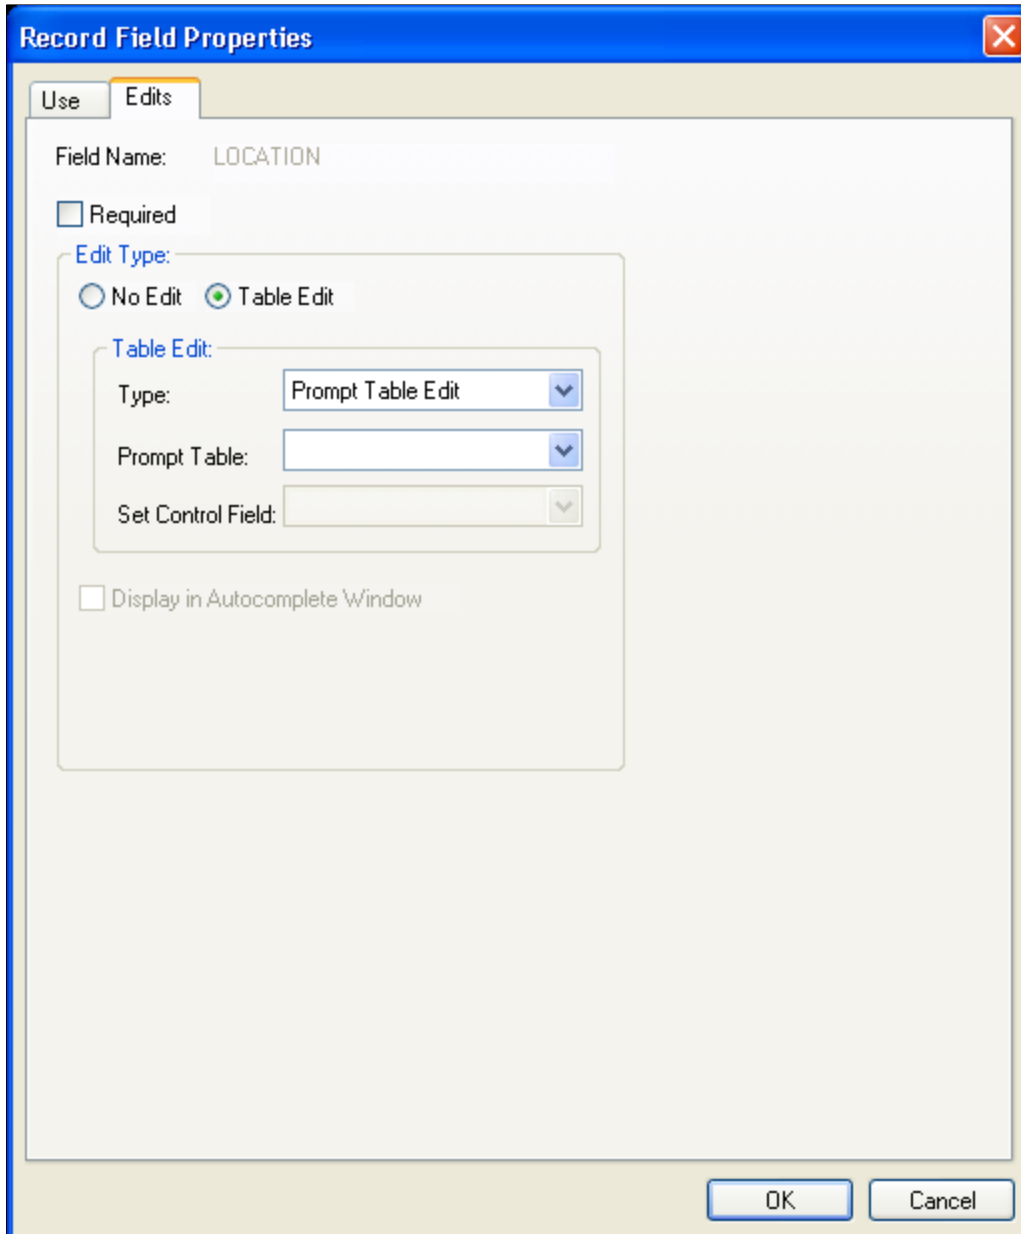 Record Field Properties
Use Edits
Field Name: LOCATION
Required
Edit Type:
No Edit Table Edit
Table Edit:
Type: Prompt Table Edit
Prompt Table:
Set Control Field:
Display in Autocomplete Window
OK Cancel